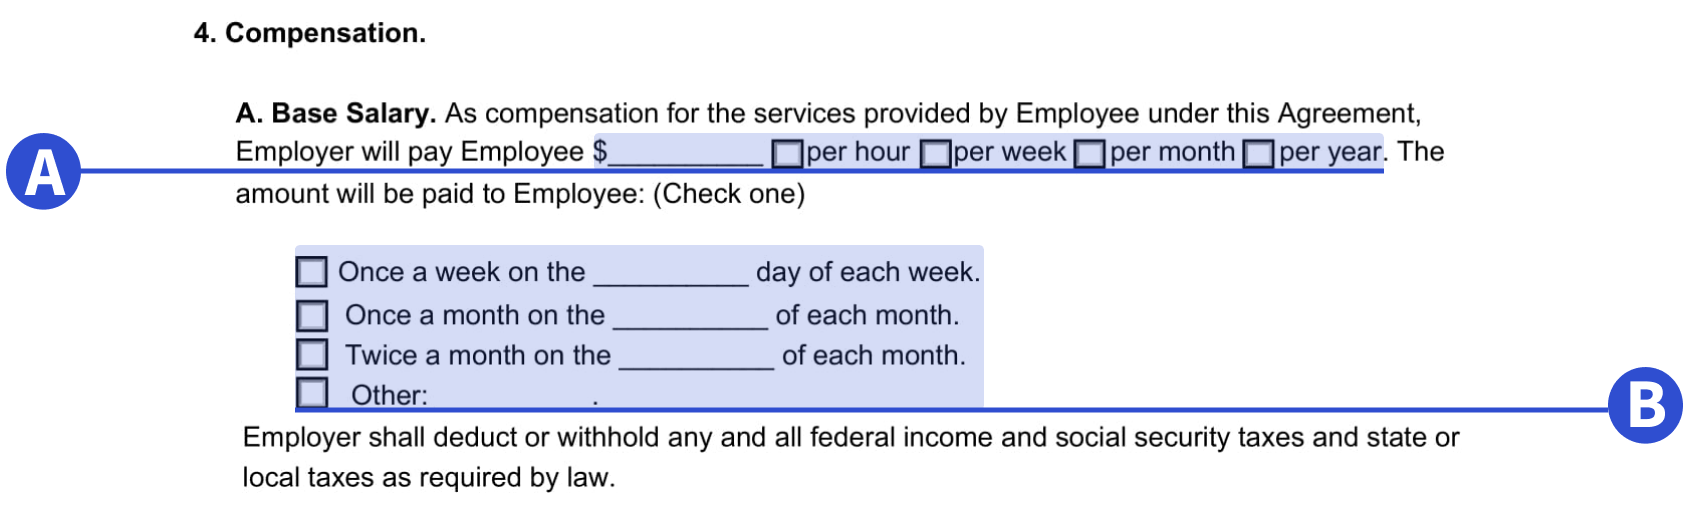 4. Compensation.
A. Base Salary. As compensation for the services provided by Employee under this Agreement,
Employer will pay Employee $__________ ☐per hour ☐per week ☐per month ☐per year. The
amount will be paid to Employee: (Check one)
☐ Once a week on the __________ day of each week.
☐ Once a month on the __________ of each month.
☐ Twice a month on the __________ of each month.
☐ Other: .
Employer shall deduct or withhold any and all federal income and social security taxes and state or
local taxes as required by law.
A
B